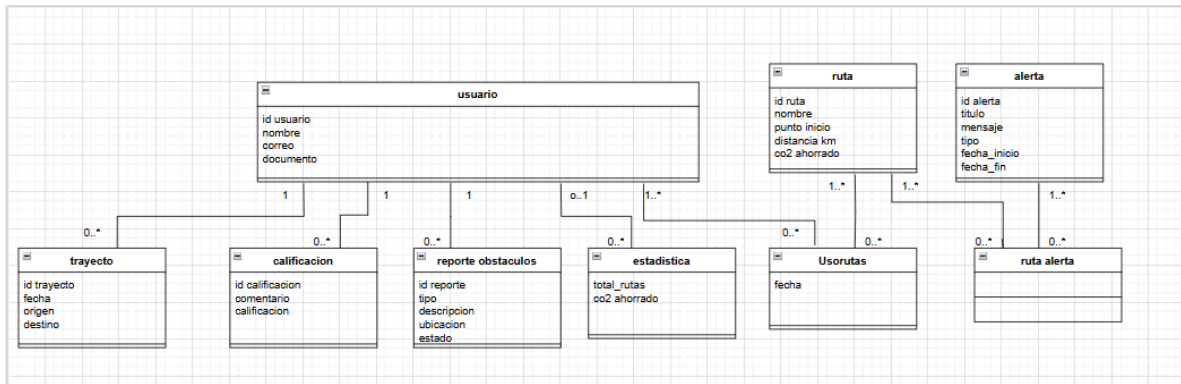 usuario
id usuario
nombre
correo
documento
ruta
id ruta
nombre
punto inicio
distancia km
co2 ahorrado
alerta
id alerta
titulo
mensaje
tipo
fecha_inicio
fecha_fin
1
1
1
o..1
1..*
1..*
1..*
1..*
0..*
0..*
0..*
0..*
0..*
0..*
0..*
0..*
trayecto
id trayecto
fecha
origen
destino
calificacion
id calificacion
comentario
calificacion
reporte obstaculos
id reporte
tipo
descripcion
ubicacion
estado
estadistica
total_rutas
co2 ahorrado
Usorutas
fecha
ruta alerta